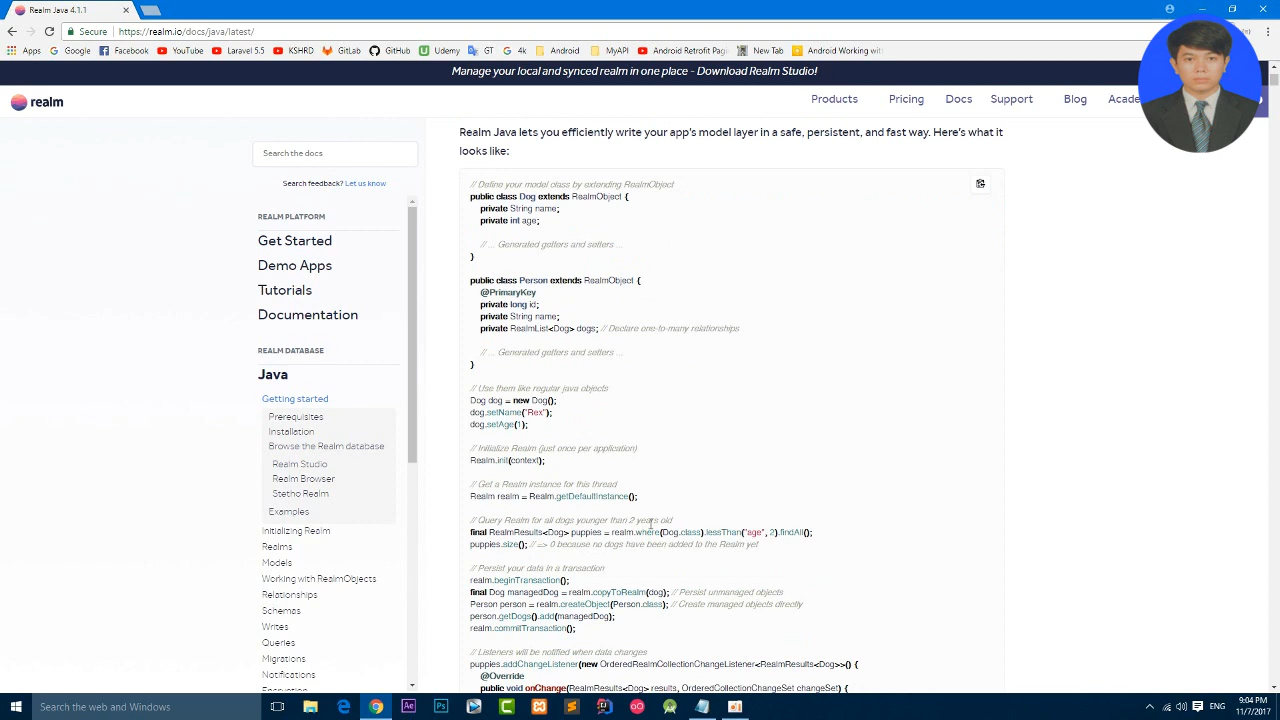 Realm Java 4.1.1
Secure https://realm.io/docs/java/latest/
Apps Google Facebook YouTube KSHRD GitLab GitHub Udemy GT 4k Android MyAPI Android Retrofit Pag New Tab Android Working wit
Manage your local and synced realm in one place - Download Realm Studio!
realm
Products Pricing Docs Support Blog Acade
Search the docs
Search feedback? Let us know
REALM PLATFORM
Get Started
Demo Apps
Tutorials
Documentation
REALM DATABASE
Java
Getting started
Prerequisites
Installation
Browse the Realm database
Realm Studio
Realm Browser
Stetho Realm
Examples
Initializing Realm
Realms
Models
Working with RealmObjects
Relationships
Schemas
Writes
Queries
Migrations
Notifications
Realm Java lets you efficiently write your app's model layer in a safe, persistent, and fast way. Here's what it
looks like:
// Define your model class by extending RealmObject
public class Dog extends RealmObject {
private String name;
private int age;
// ... Generated getters and setters ...
}
public class Person extends RealmObject {
@PrimaryKey
private long id;
private String name;
private RealmList<Dog> dogs; // Declare one-to-many relationships
// ... Generated getters and setters ...
}
// Use them like regular java objects
Dog dog = new Dog();
dog.setName("Rex");
dog.setAge(1);
// Initialize Realm (just once per application)
Realm.init(context);
// Get a Realm instance for this thread
Realm realm = Realm.getDefaultInstance();
// Query Realm for all dogs younger than 2 years old
final RealmResults<Dog> puppies = realm.where(Dog.class).lessThan("age", 2).findAll();
puppies.size(); // => 0 because no dogs have been added to the Realm yet
// Persist your data in a transaction
realm.beginTransaction();
final Dog managedDog = realm.copyToRealm(dog); // Persist unmanaged objects
Person person = realm.createObject(Person.class); // Create managed objects directly
person.getDogs().add(managedDog);
realm.commitTransaction();
// Listeners will be notified when data changes
puppies.addChangeListener(new OrderedRealmCollectionChangeListener<RealmResults<Dog>>() {
@Override
public void onChange(RealmResults<Dog> results, OrderedCollectionChangeSet changeSet) {
Search the web and Windows
ENG
9:04 PM
11/7/2017